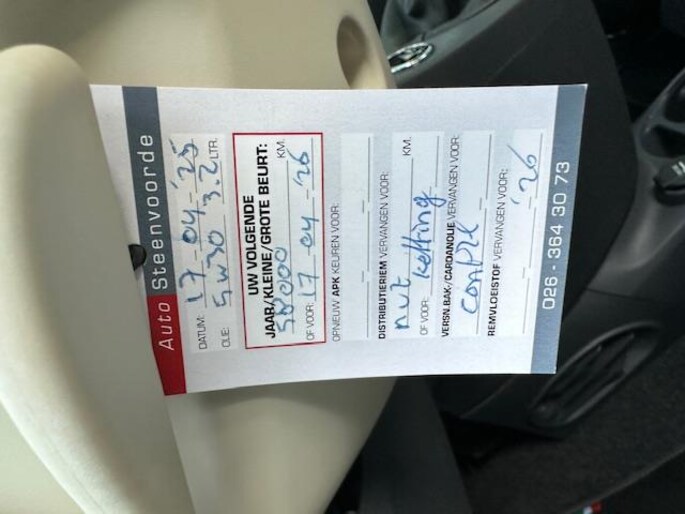 Auto Steenvoorde
DATUM: 17-04-'25
OLIE: 5W30 3.2 LTR.
UW VOLGENDE
JAAR/KLEINE/GROTE BEURT:
KM.
OF VOOR: 17-04-'26
OPNIEUW APK KEUREN VOOR:
DISTRIBUTIERIEM VERVANGEN VOOR:
nvt KM.
OF VOOR: ketting
VERSN.BAK-/CARDANOLIE VERVANGEN VOOR:
REMVLOEISTOF VERVANGEN VOOR:
'26
026 - 364 30 73